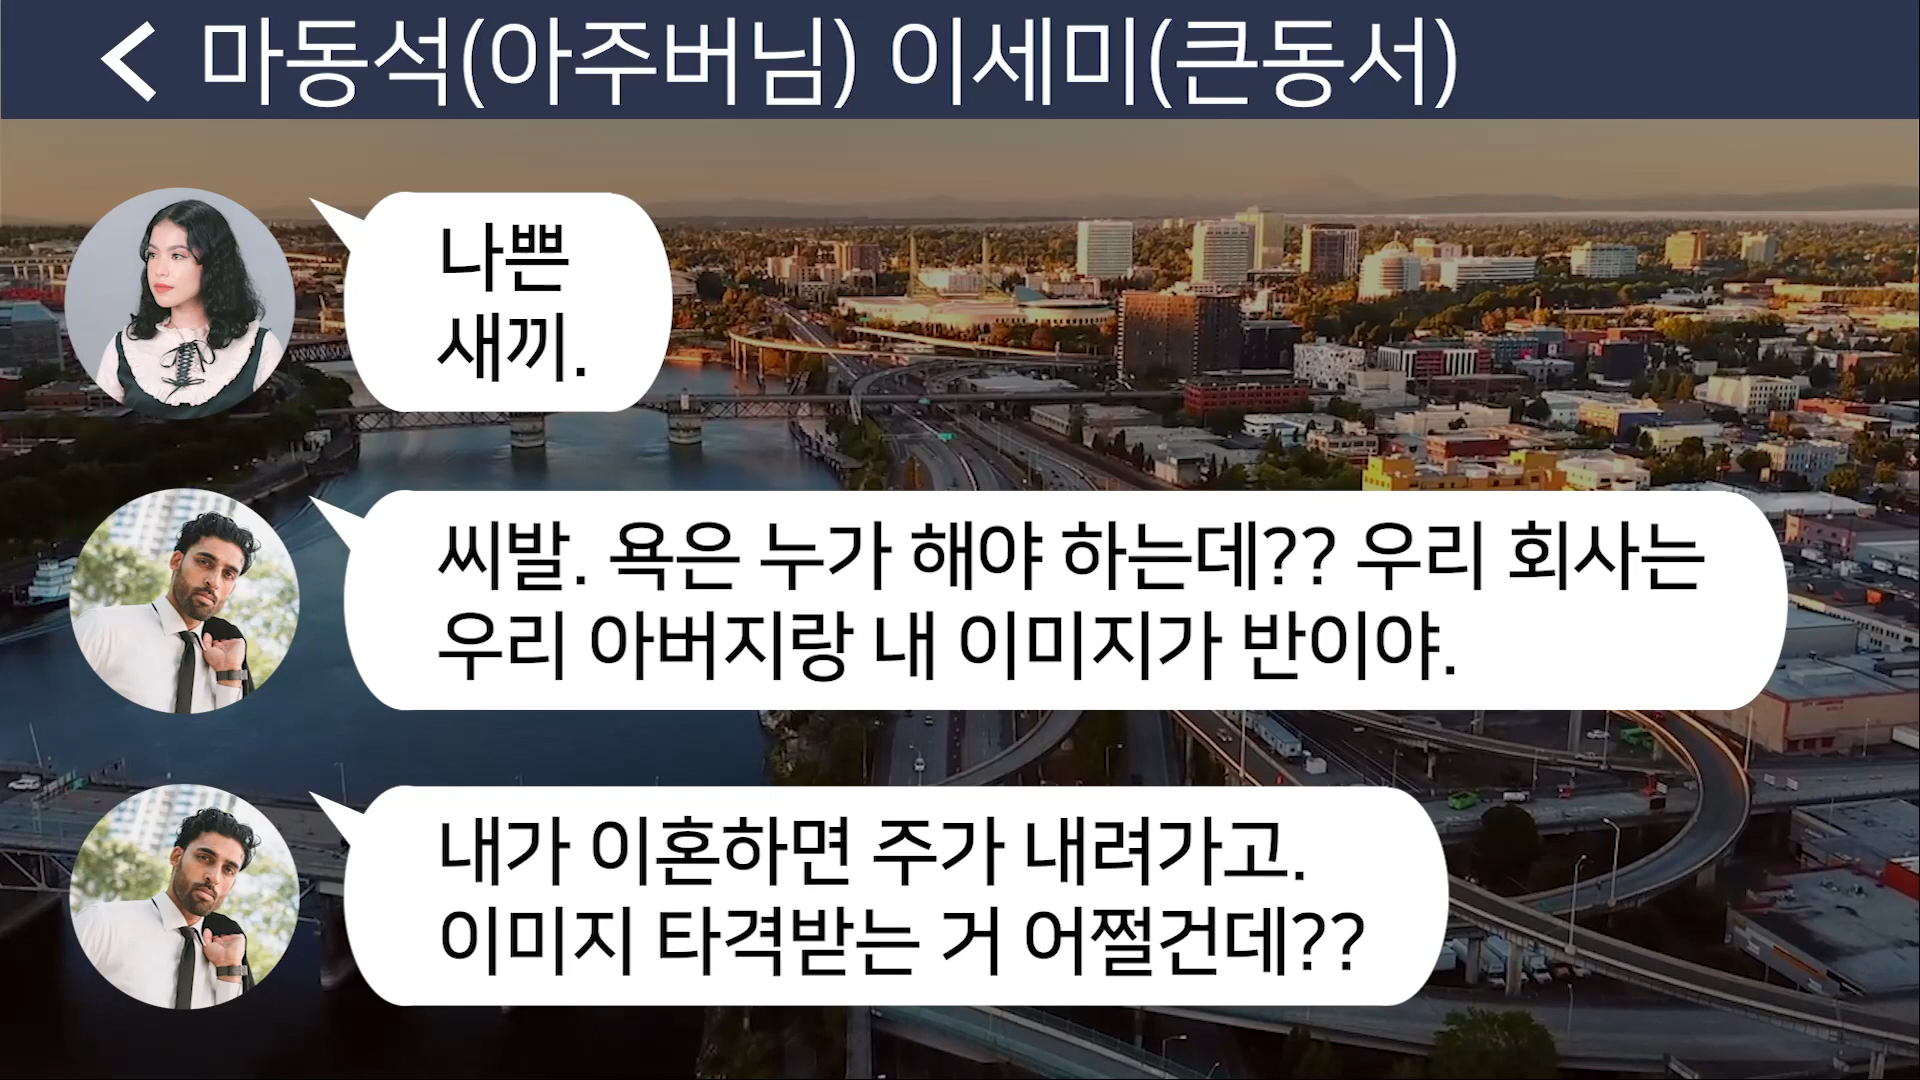 마동석(아주버님) 이세미(큰동서)
나쁜
새끼.
씨발. 욕은 누가 해야 하는데?? 우리 회사는
우리 아버지랑 내 이미지가 반이야.
내가 이혼하면 주가 내려가고.
이미지 타격받는 거 어쩔건데??